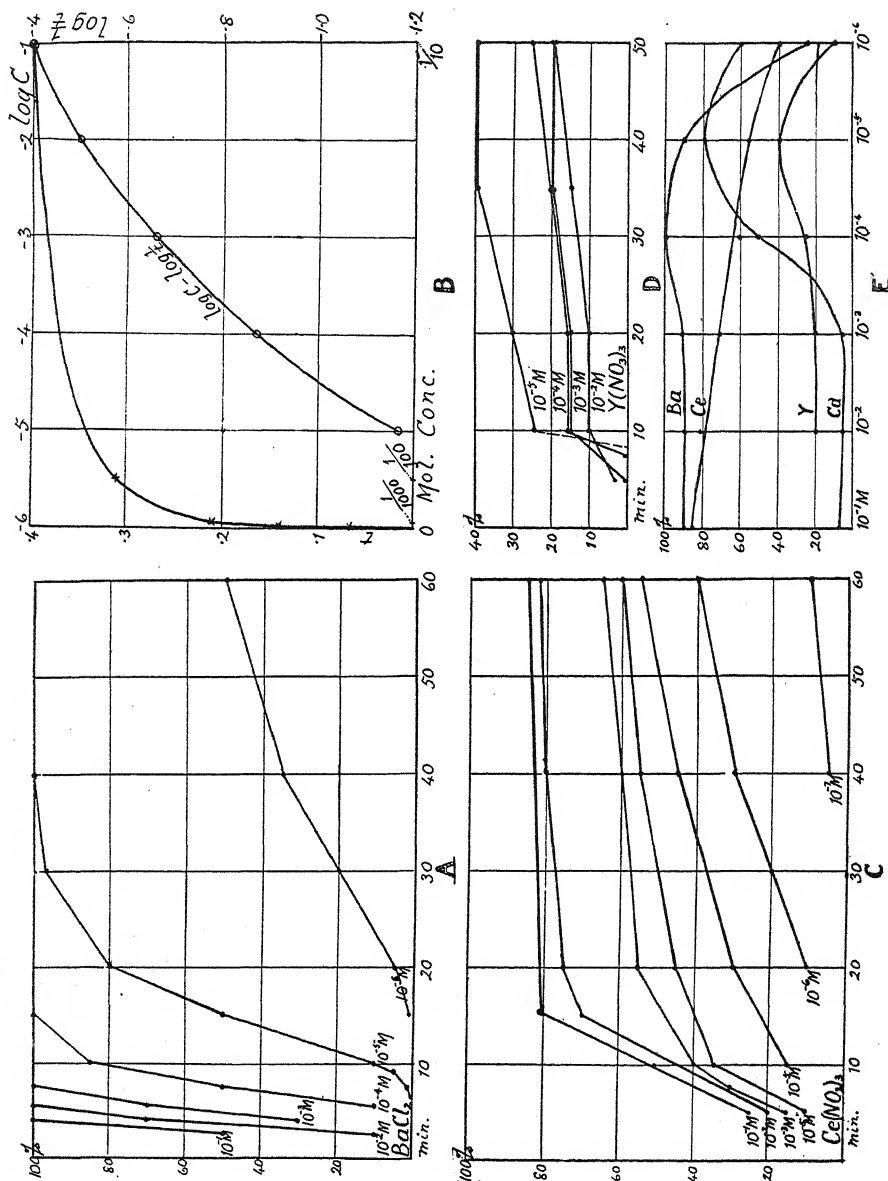 100%
80
60
40
20
10⁻¹M
10⁻²M
10⁻³M
10⁻⁴M
10⁻⁵M
10⁻⁶M
BaCl₂
min.
10
20
30
40
50
60
A
log C
-6
-5
-4
-3
-2
-1
.4
.3
.2
.1
-.4
-.6
-.8
-1.0
-1.2
log 1/t
log C - log 1/t
0
1/1000
1/100
1/10
Mol. Conc.
B
100%
80
60
40
20
10⁻⁵M
10⁻⁶M
10⁻⁷M
Ce(NO₃)₃
min.
10
20
30
40
50
60
C
40%
30
20
10
10⁻⁵M
10⁻⁴M
10⁻³M
10⁻²M
Y(NO₃)₃
min.
10
20
30
40
50
D
100%
80
60
40
20
Ba
Ce
Y
Cd
10⁻¹M
10⁻²
10⁻³
10⁻⁴
10⁻⁵
10⁻⁶
E